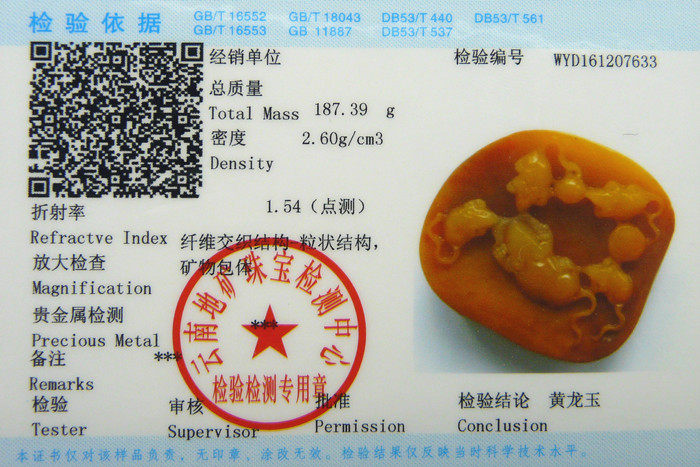 检验依据 GB/T 16552 GB/T 18043 DB53/T 440 DB53/T 561
GB/T 16553 GB 11887 DB53/T 537
经销单位
检验编号 WYD161207633
总质量
Total Mass 187.39 g
密度 2.60g/cm3
Density
折射率 1.54（点测）
Refractve Index 纤维交织结构-粒状结构，
放大检查 矿物包体
Magnification
贵金属检测 ***
Precious Metal
备注 ***
Remarks
云南地矿珠宝检测中心
检验检测专用章
检验 审核 批准 检验结论 黄龙玉
Tester Supervisor Permission Conclusion
本证书仅对该样品负责，无印章、涂改无效。检验结果仅反映当时科学技术水平。